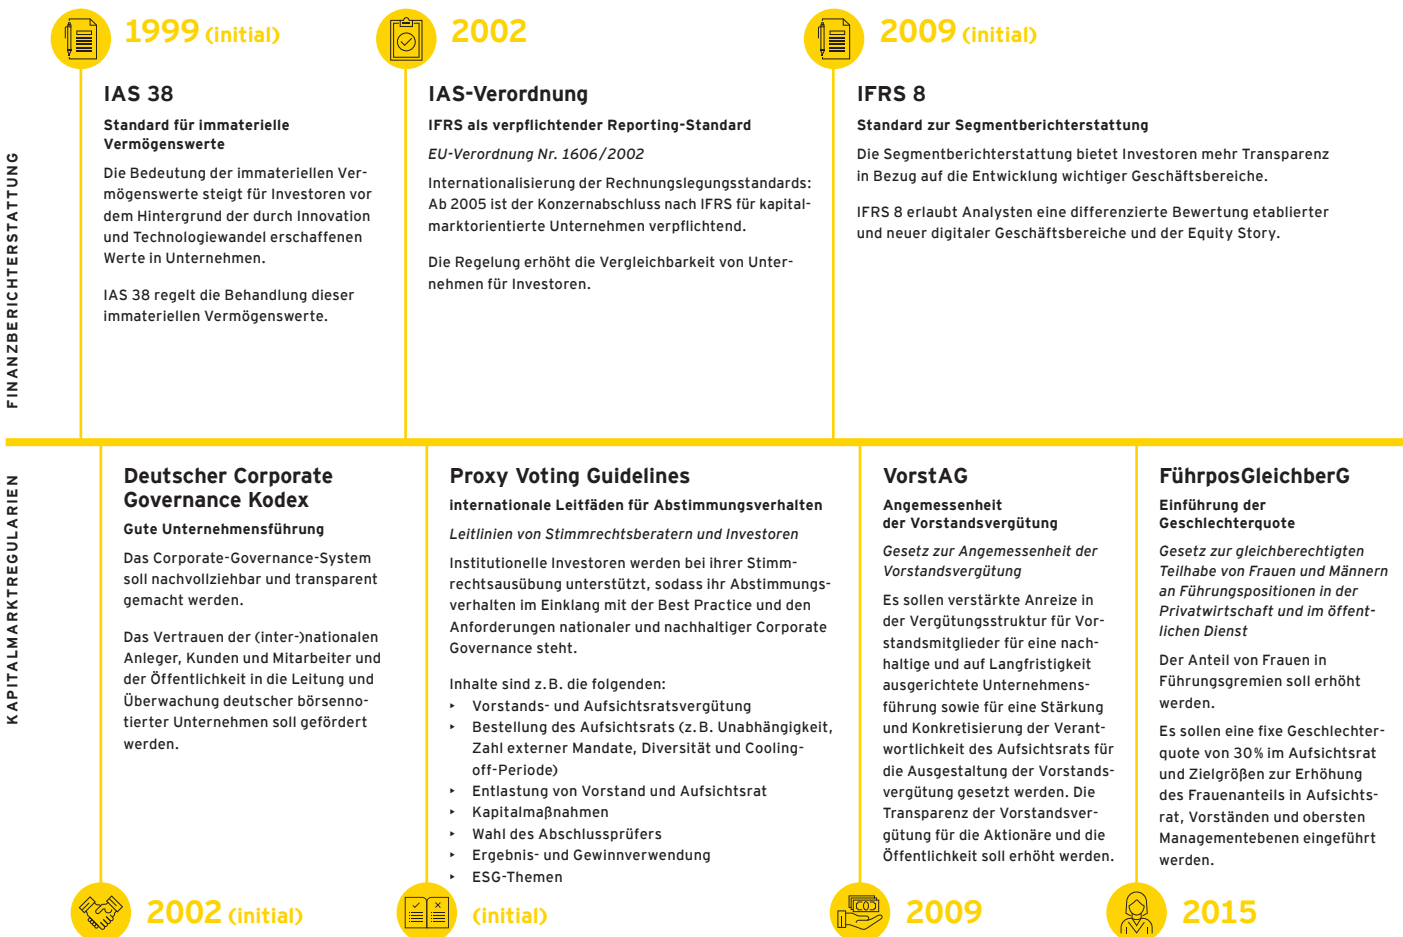 FINANZBERICHTERSTATTUNG
1999 (initial)
IAS 38
Standard für immaterielle
Vermögenswerte
Die Bedeutung der immateriellen Ver-
mögenswerte steigt für Investoren vor
dem Hintergrund der durch Innovation
und Technologiewandel erschaffenen
Werte in Unternehmen.
IAS 38 regelt die Behandlung dieser
immateriellen Vermögenswerte.
2002
IAS-Verordnung
IFRS als verpflichtender Reporting-Standard
EU-Verordnung Nr. 1606/2002
Internationalisierung der Rechnungslegungsstandards:
Ab 2005 ist der Konzernabschluss nach IFRS für kapital-
marktorientierte Unternehmen verpflichtend.
Die Regelung erhöht die Vergleichbarkeit von Unter-
nehmen für Investoren.
2009 (initial)
IFRS 8
Standard zur Segmentberichterstattung
Die Segmentberichterstattung bietet Investoren mehr Transparenz
in Bezug auf die Entwicklung wichtiger Geschäftsbereiche.
IFRS 8 erlaubt Analysten eine differenzierte Bewertung etablierter
und neuer digitaler Geschäftsbereiche und der Equity Story.
KAPITALMARKTREGULARIEN
Deutscher Corporate
Governance Kodex
Gute Unternehmensführung
Das Corporate-Governance-System
soll nachvollziehbar und transparent
gemacht werden.
Das Vertrauen der (inter-)nationalen
Anleger, Kunden und Mitarbeiter und
der Öffentlichkeit in die Leitung und
Überwachung deutscher börsenno-
tierter Unternehmen soll gefördert
werden.
2002 (initial)
Proxy Voting Guidelines
internationale Leitfäden für Abstimmungsverhalten
Leitlinien von Stimmrechtsberatern und Investoren
Institutionelle Investoren werden bei ihrer Stimm-
rechtsausübung unterstützt, sodass ihr Abstimmungs-
verhalten im Einklang mit der Best Practice und den
Anforderungen nationaler und nachhaltiger Corporate
Governance steht.
Inhalte sind z.B. die folgenden:
‣ Vorstands- und Aufsichtsratsvergütung
‣ Bestellung des Aufsichtsrats (z.B. Unabhängigkeit,
Zahl externer Mandate, Diversität und Cooling-
off-Periode)
‣ Entlastung von Vorstand und Aufsichtsrat
‣ Kapitalmaßnahmen
‣ Wahl des Abschlussprüfers
‣ Ergebnis- und Gewinnverwendung
‣ ESG-Themen
(initial)
VorstAG
Angemessenheit
der Vorstandsvergütung
Gesetz zur Angemessenheit der
Vorstandsvergütung
Es sollen verstärkte Anreize in
der Vergütungsstruktur für Vor-
standsmitglieder für eine nach-
haltige und auf Langfristigkeit
ausgerichtete Unternehmens-
führung sowie für eine Stärkung
und Konkretisierung der Verant-
wortlichkeit des Aufsichtsrats für
die Ausgestaltung der Vorstands-
vergütung gesetzt werden. Die
Transparenz der Vorstandsver-
gütung für die Aktionäre und die
Öffentlichkeit soll erhöht werden.
2009
FührposGleichberG
Einführung der
Geschlechterquote
Gesetz zur gleichberechtigten
Teilhabe von Frauen und Männern
an Führungspositionen in der
Privatwirtschaft und im öffent-
lichen Dienst
Der Anteil von Frauen in
Führungsgremien soll erhöht
werden.
Es sollen eine fixe Geschlechter-
quote von 30% im Aufsichtsrat
und Zielgrößen zur Erhöhung
des Frauenanteils in Aufsichts-
rat, Vorständen und obersten
Managementebenen eingeführt
werden.
2015